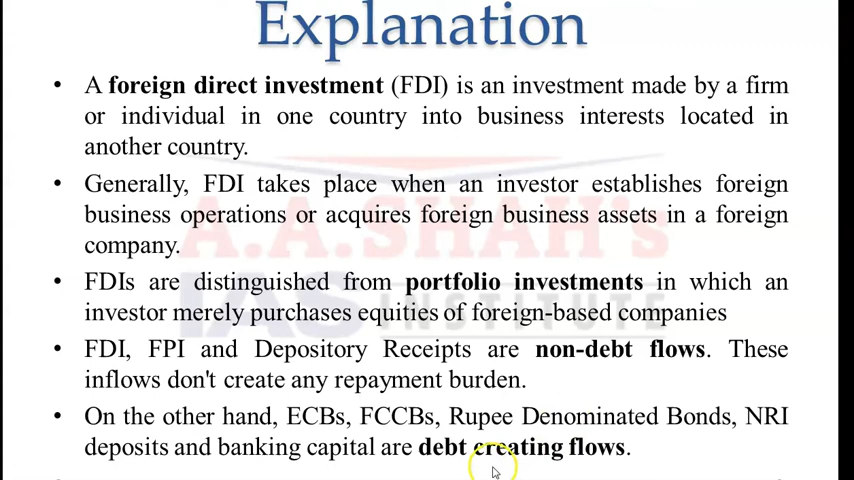 Explanation
• A foreign direct investment (FDI) is an investment made by a firm
or individual in one country into business interests located in
another country.
• Generally, FDI takes place when an investor establishes foreign
business operations or acquires foreign business assets in a foreign
company.
• FDIs are distinguished from portfolio investments in which an
investor merely purchases equities of foreign-based companies
• FDI, FPI and Depository Receipts are non-debt flows. These
inflows don't create any repayment burden.
• On the other hand, ECBs, FCCBs, Rupee Denominated Bonds, NRI
deposits and banking capital are debt creating flows.
A.A.SHAH's
IAS INSTITUTE